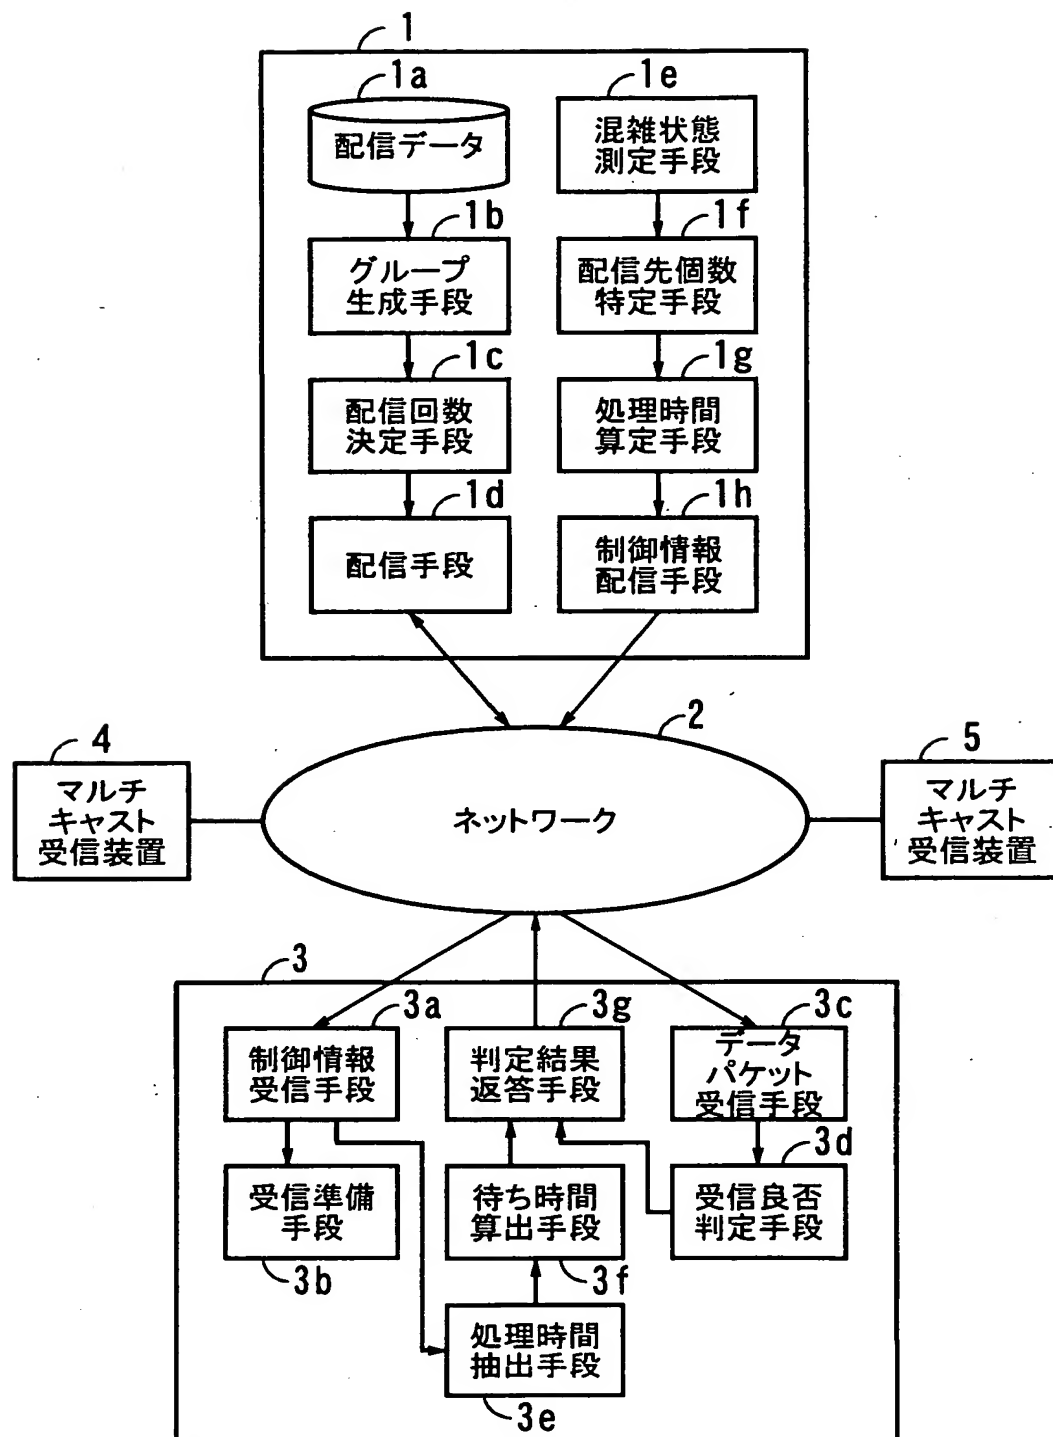 1
1a
配信データ
1b
グループ
生成手段
1c
配信回数
決定手段
1d
配信手段
1e
混雑状態
測定手段
1f
配信先個数
特定手段
1g
処理時間
算定手段
1h
制御情報
配信手段
2
ネットワーク
4
マルチ
キャスト
受信装置
5
マルチ
キャスト
受信装置
3
3a
制御情報
受信手段
3b
受信準備
手段
3g
判定結果
返答手段
3f
待ち時間
算出手段
3e
処理時間
抽出手段
3c
データ
パケット
受信手段
3d
受信良否
判定手段